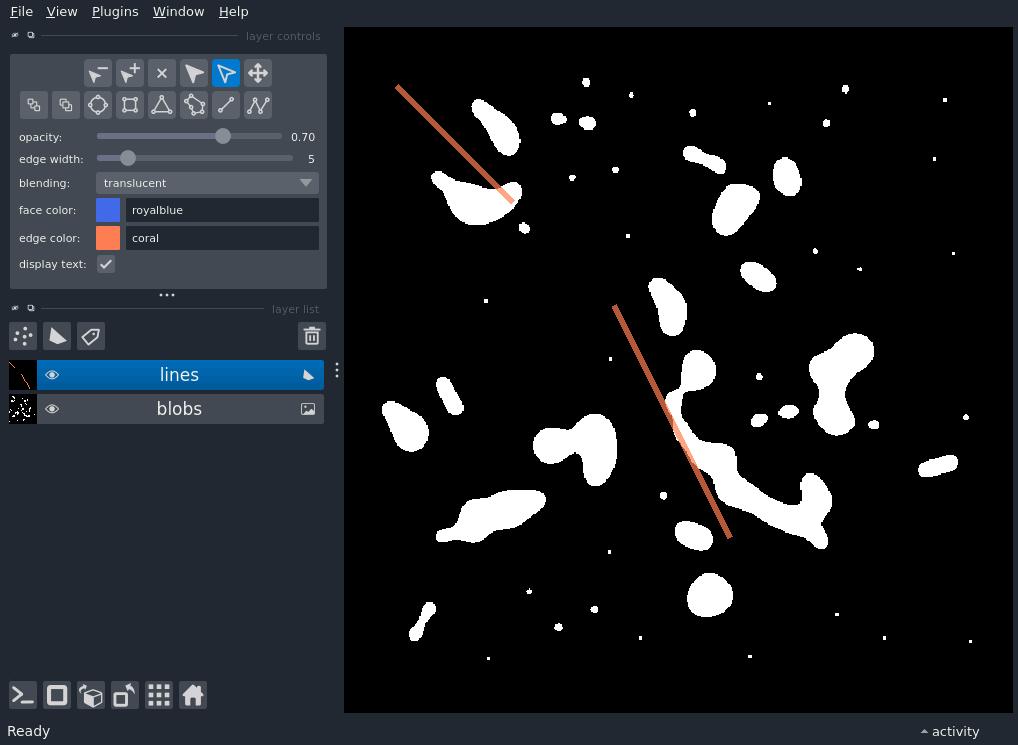 File View Plugins Window Help
layer controls
opacity: 0.70
edge width: 5
blending: translucent
face color: royalblue
edge color: coral
display text:
layer list
lines
blobs
Ready
activity